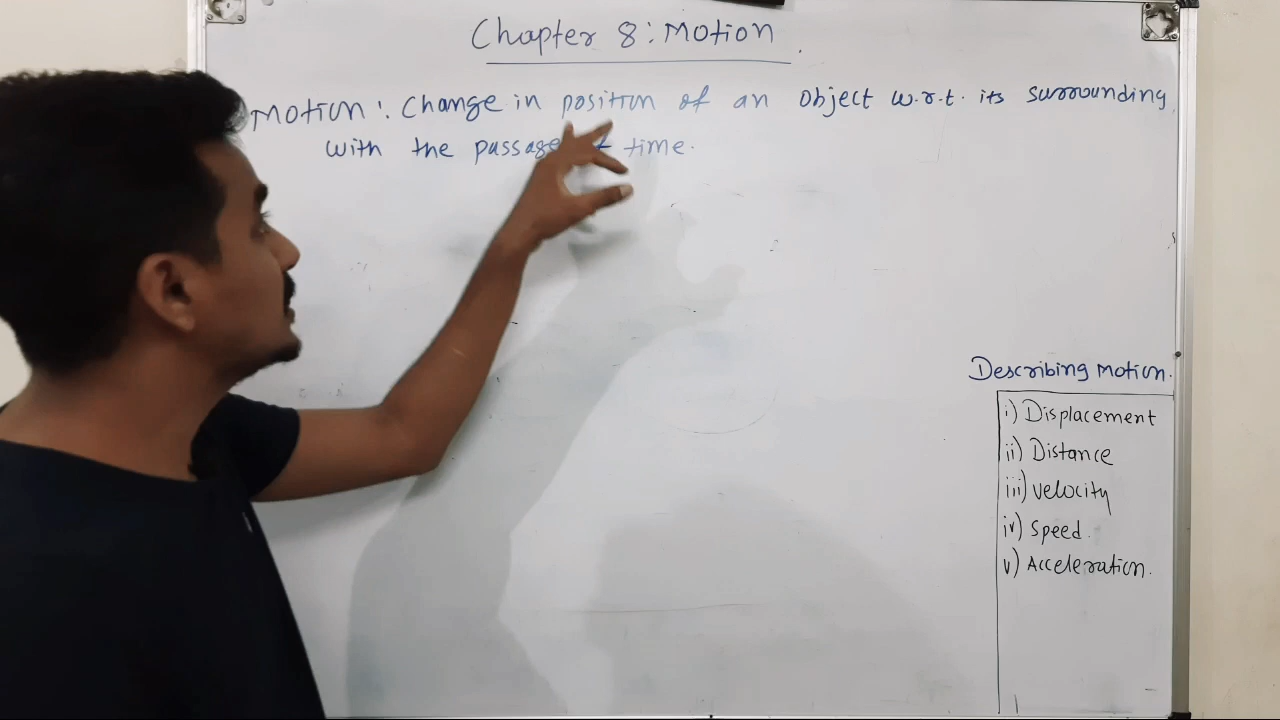 Chapter 8: Motion.
Motion: Change in position of an object w.r.t. its surrounding
with the passage time.
Describing Motion.
i) Displacement
ii) Distance
iii) velocity
iv) Speed.
v) Acceleration.